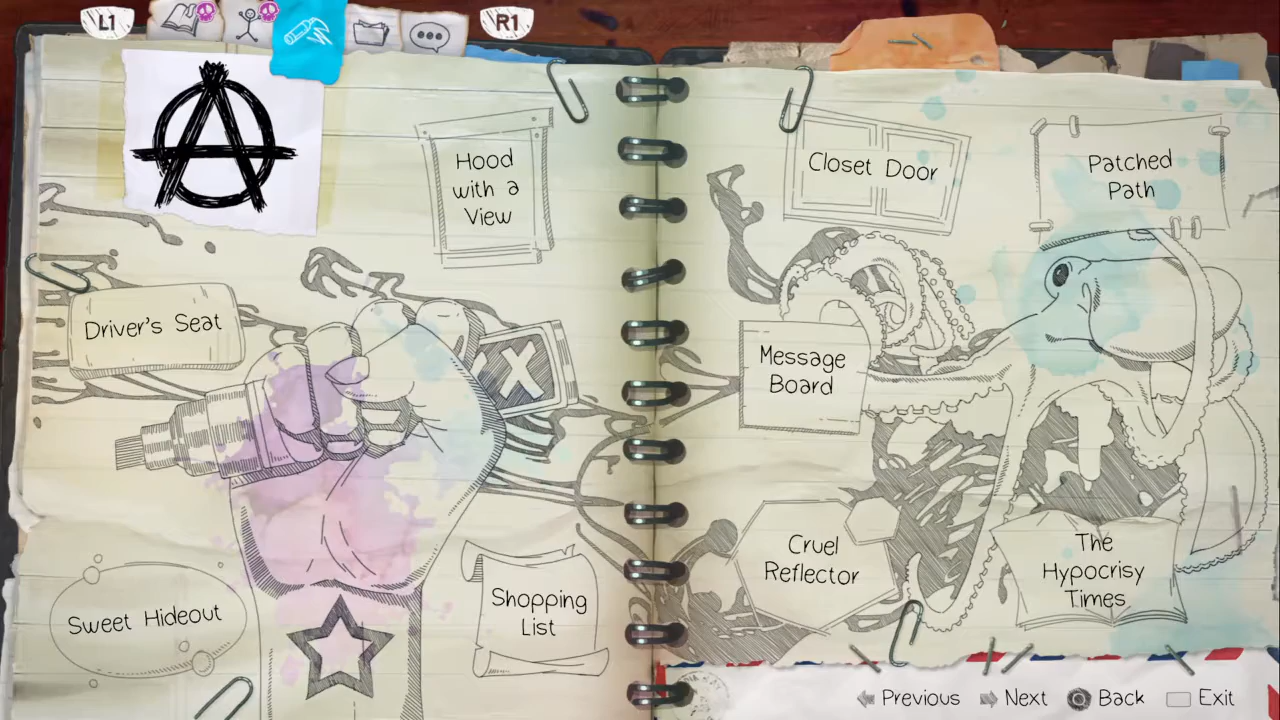 L1
R1
Hood
with a
View
Driver's Seat
Sweet Hideout
Shopping
List
Closet Door
Patched
Path
Message
Board
Cruel
Reflector
The
Hypocrisy
Times
Previous
Next
Back
Exit